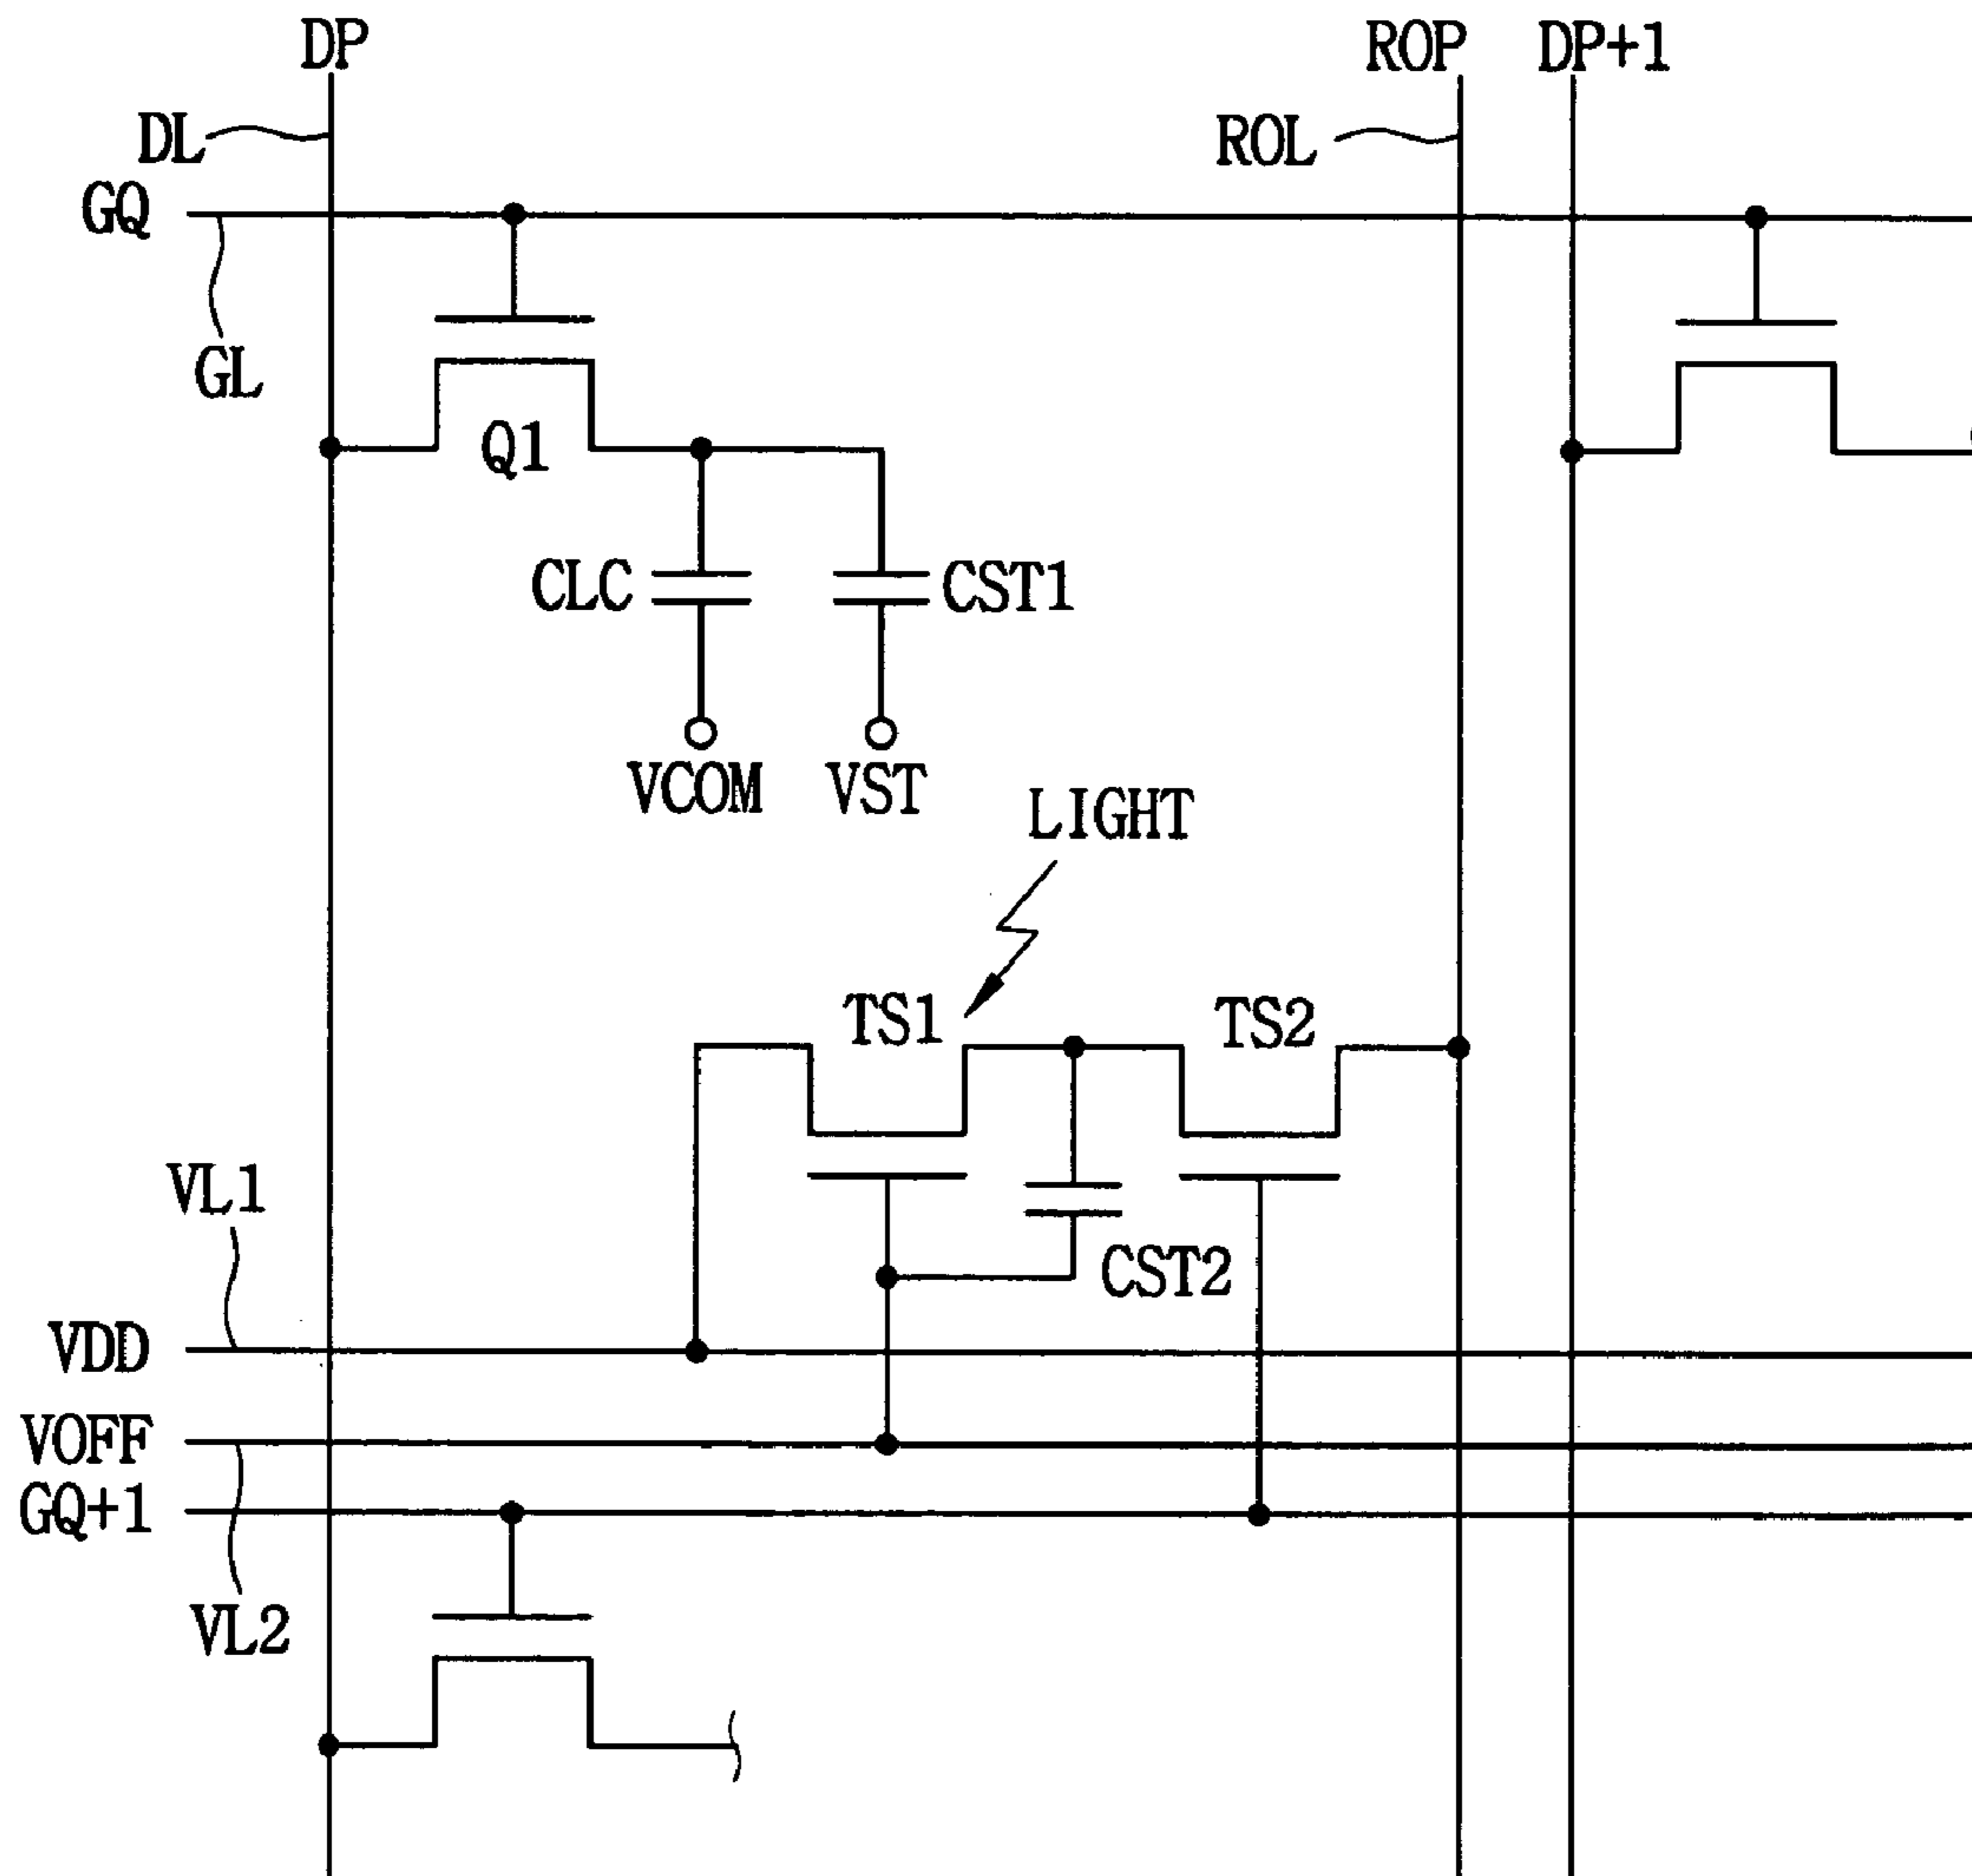 DP
ROP
DP+1
DL
ROL
GQ
GL
Q1
CLC
CST1
VCOM
VST
LIGHT
TS1
TS2
VL1
CST2
VDD
VOFF
GQ+1
VL2